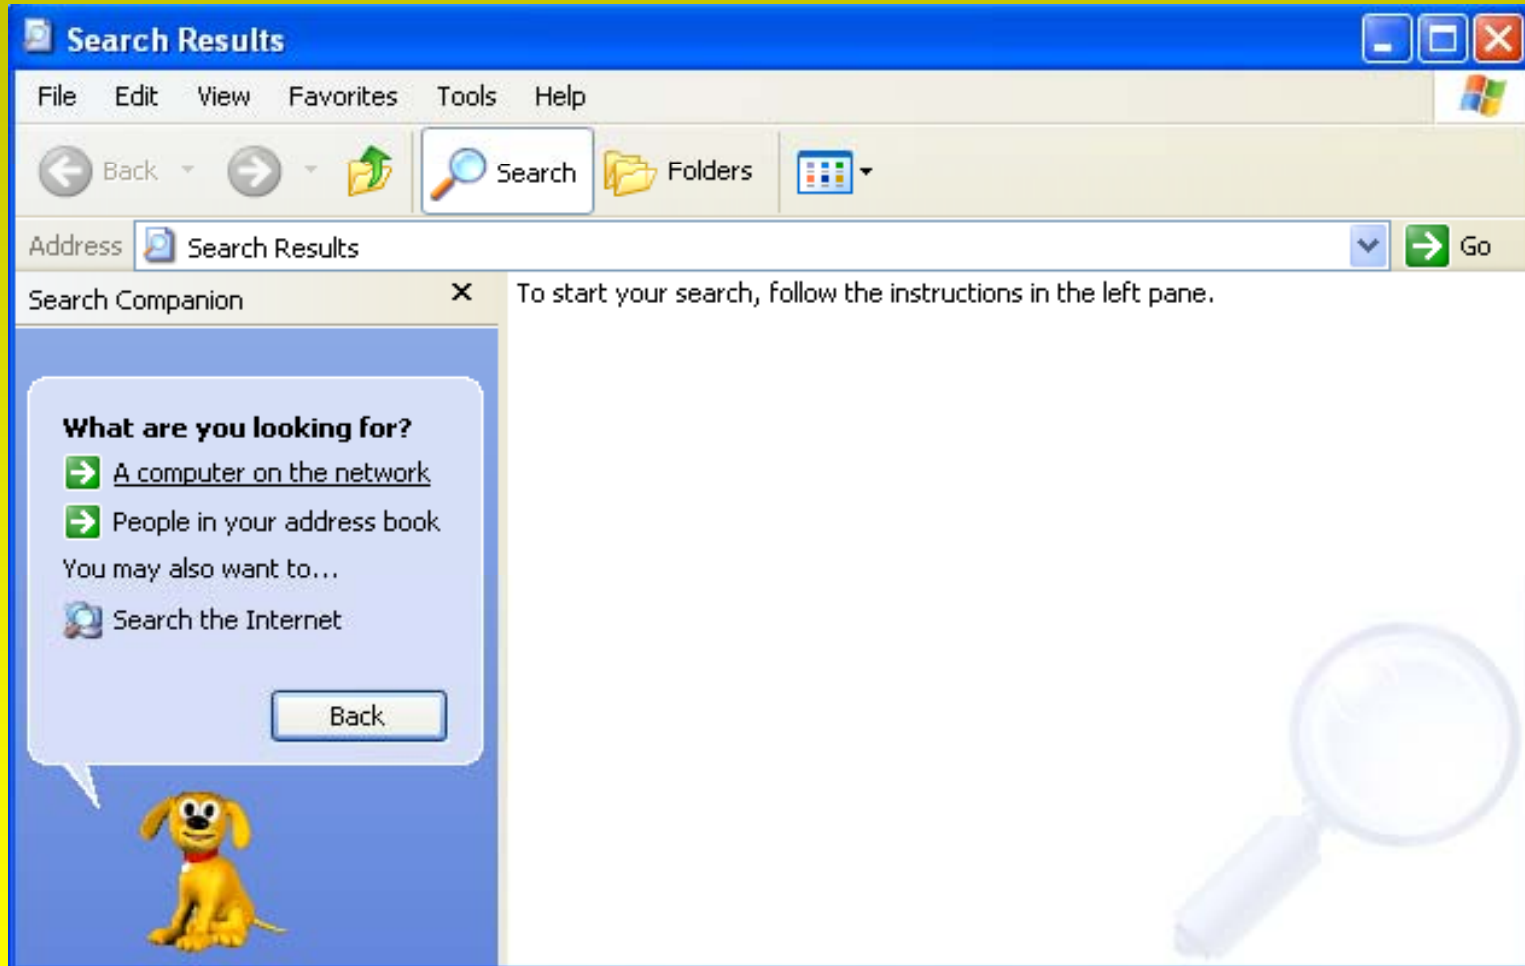 Search Results
File Edit View Favorites Tools Help
Back Search Folders
Address Search Results Go
Search Companion
To start your search, follow the instructions in the left pane.
What are you looking for?
A computer on the network
People in your address book
You may also want to...
Search the Internet
Back